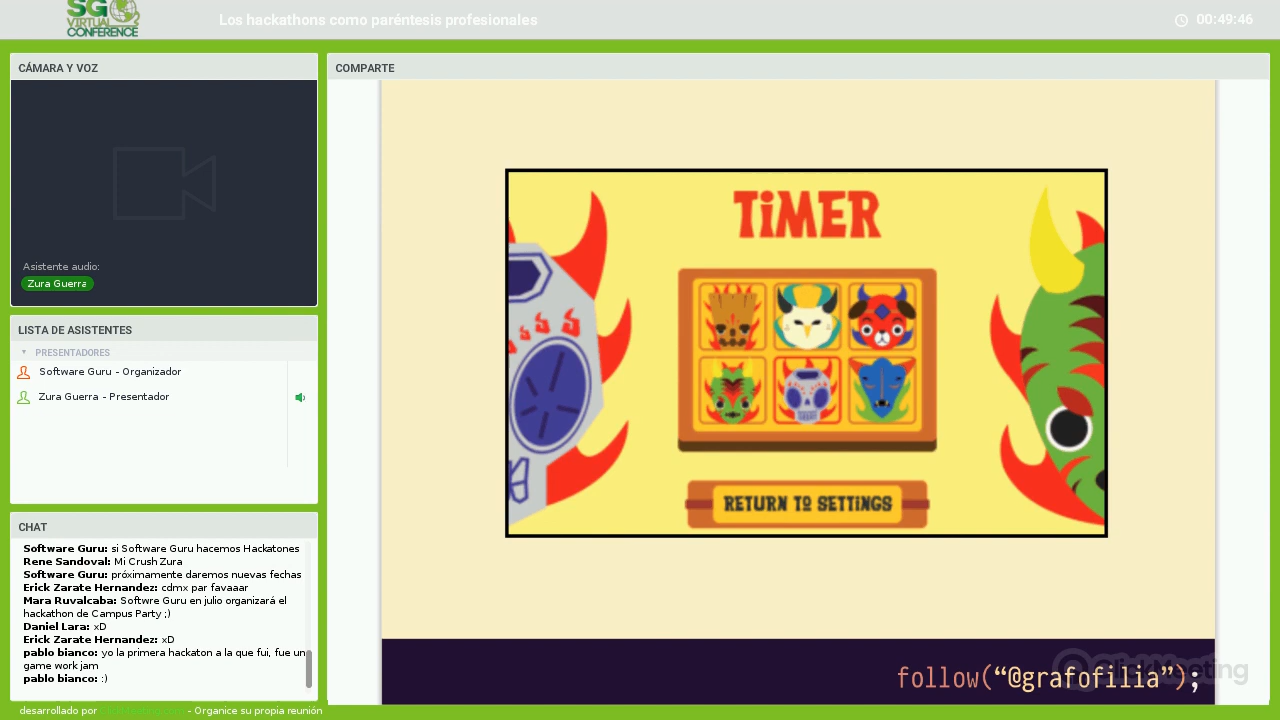 SG
VIRTUAL
CONFERENCE
Los hackathons como paréntesis profesionales
00:49:46
CÁMARA Y VOZ
Asistente audio:
Zura Guerra
LISTA DE ASISTENTES
PRESENTADORES
Software Guru - Organizador
Zura Guerra - Presentador
CHAT
Software Guru: si Software Guru hacemos Hackatones
Rene Sandoval: Mi Crush Zura
Software Guru: próximamente daremos nuevas fechas
Erick Zarate Hernandez: cdmx par favaaar
Mara Ruvalcaba: Softwre Guru en julio organizará el
hackathon de Campus Party ;)
Daniel Lara: xD
Erick Zarate Hernandez: xD
pablo bianco: yo la primera hackaton a la que fui, fue un
game work jam
pablo bianco: :)
desarrollado por - Organice su propia reunión
COMPARTE
TiMER
RETURN TO SETTiNGS
follow(“@grafofilia”);
ClickMeeting